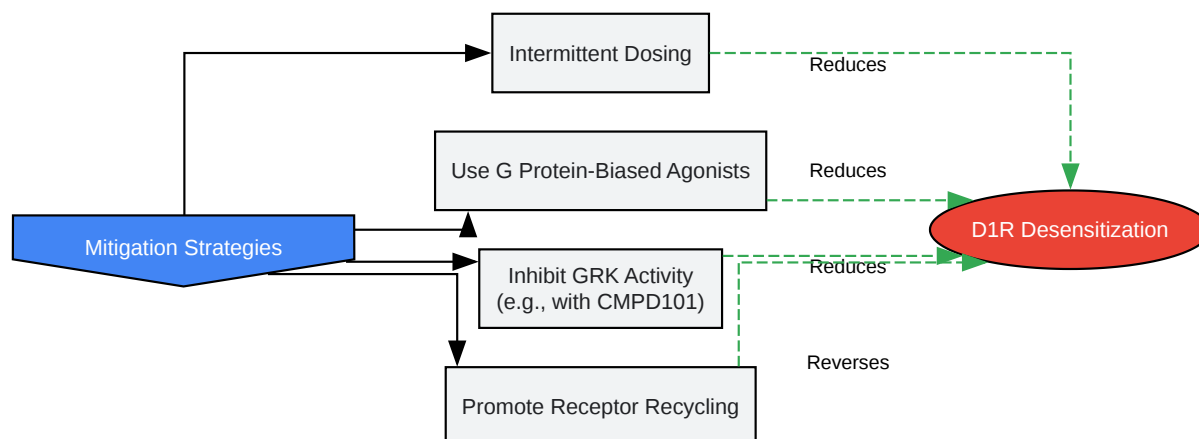 Intermittent Dosing
Reduces
Use G Protein-Biased Agonists
Reduces
Mitigation Strategies
D1R Desensitization
Inhibit GRK Activity
(e.g., with CMPD101)
Reduces
Reverses
Promote Receptor Recycling